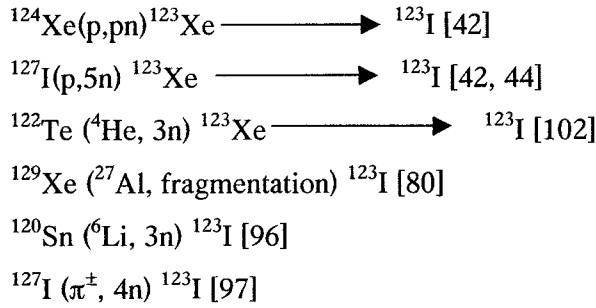 ¹²⁴Xe(p,pn)¹²³Xe ⟶ ¹²³I [42]
¹²⁷I(p,5n) ¹²³Xe ⟶ ¹²³I [42, 44]
¹²²Te (⁴He, 3n) ¹²³Xe ⟶ ¹²³I [102]
¹²⁹Xe (²⁷Al, fragmentation) ¹²³I [80]
¹²⁰Sn (⁶Li, 3n) ¹²³I [96]
¹²⁷I (π±, 4n) ¹²³I [97]